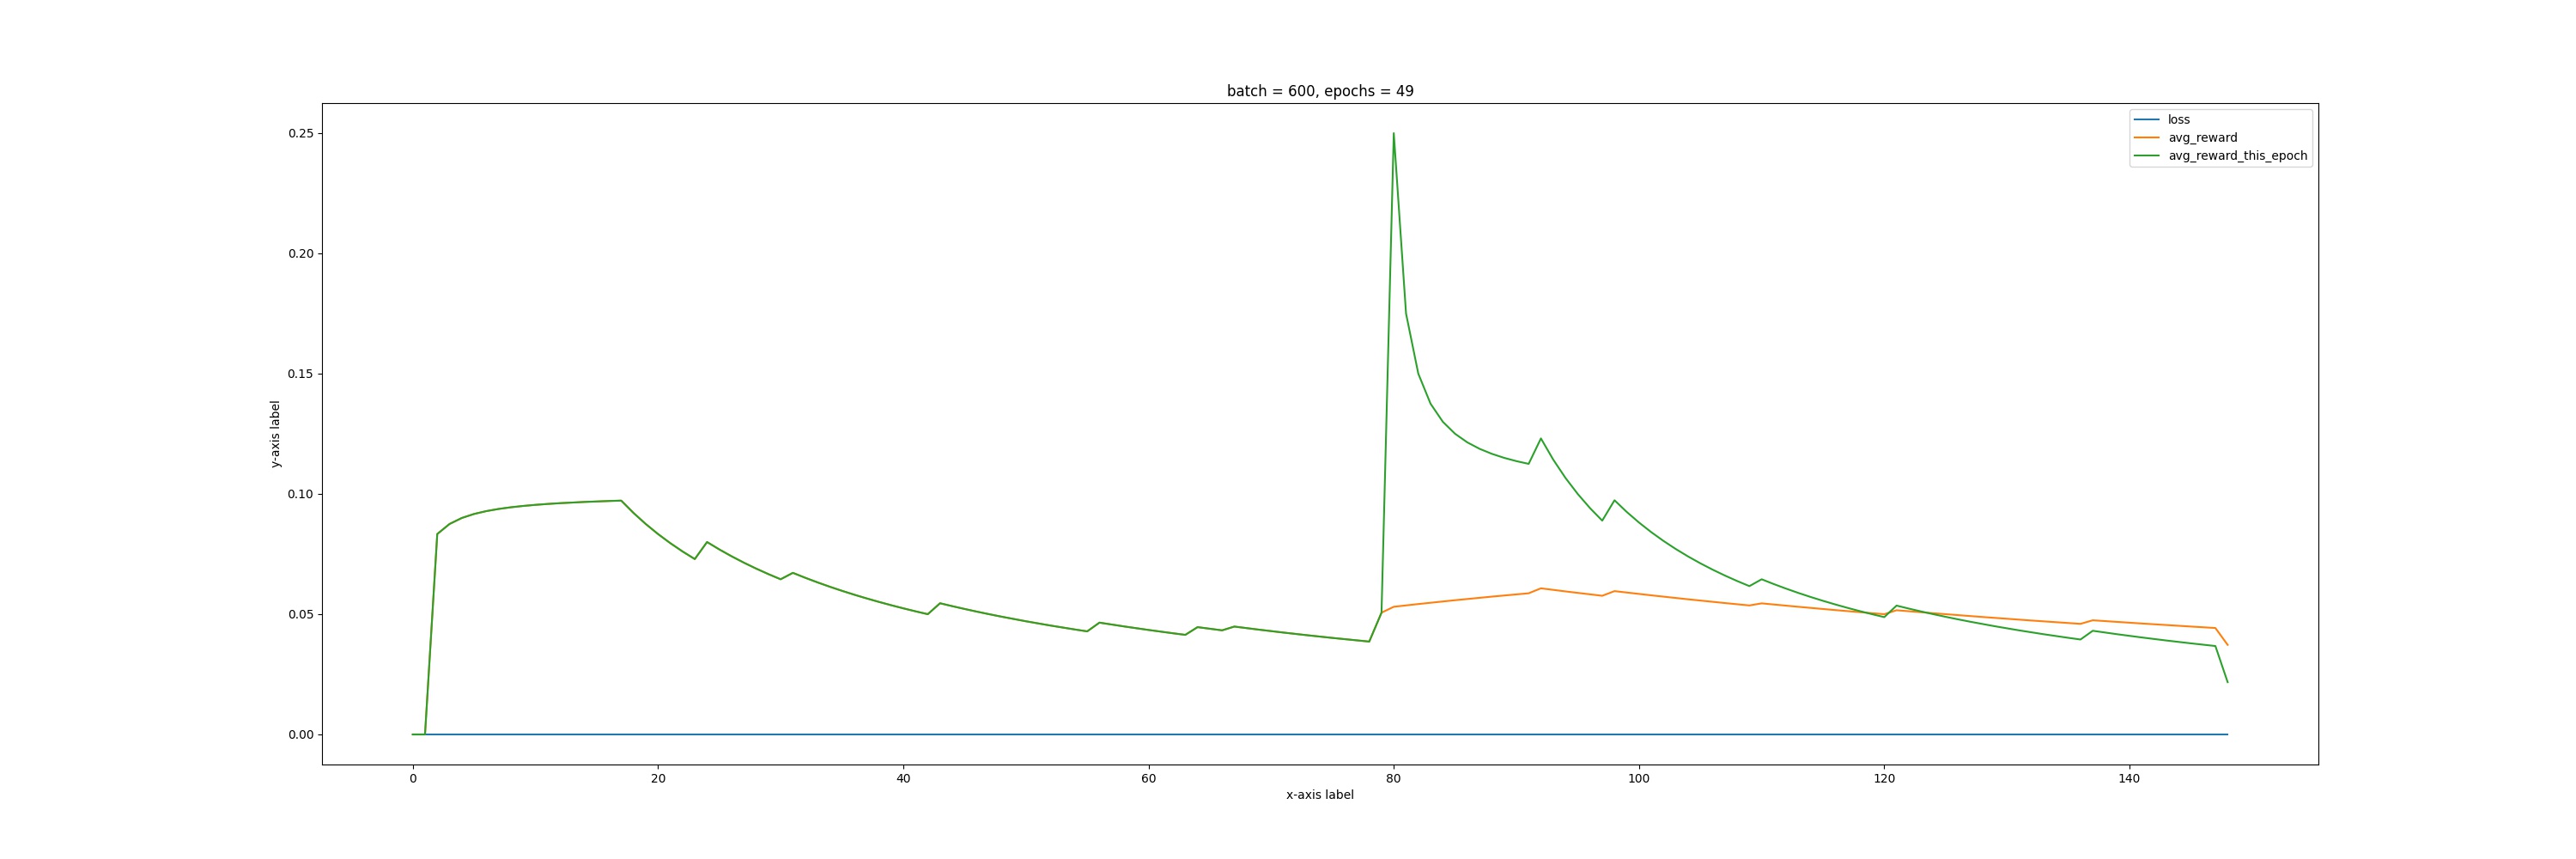 batch = 600, epochs = 49
loss
avg_reward
avg_reward_this_epoch
0.25
0.20
0.15
0.10
0.05
0.00
y-axis label
0 20 40 60 80 100 120 140
x-axis label